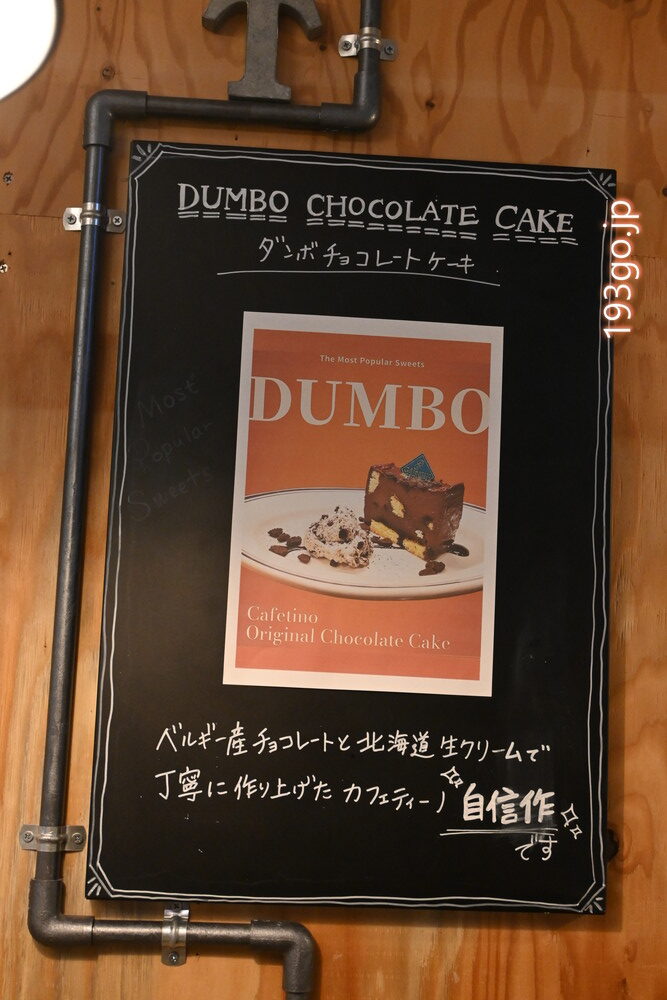 DUMBO CHOCOLATE CAKE
ダンボチョコレートケーキ
193go.jp
The Most Popular Sweets
DUMBO
Most
Popular
Sweets
Cafetino
Original Chocolate Cake
ベルギー産チョコレートと北海道生クリームで
丁寧に作り上げたカフェティーノ自信作
です